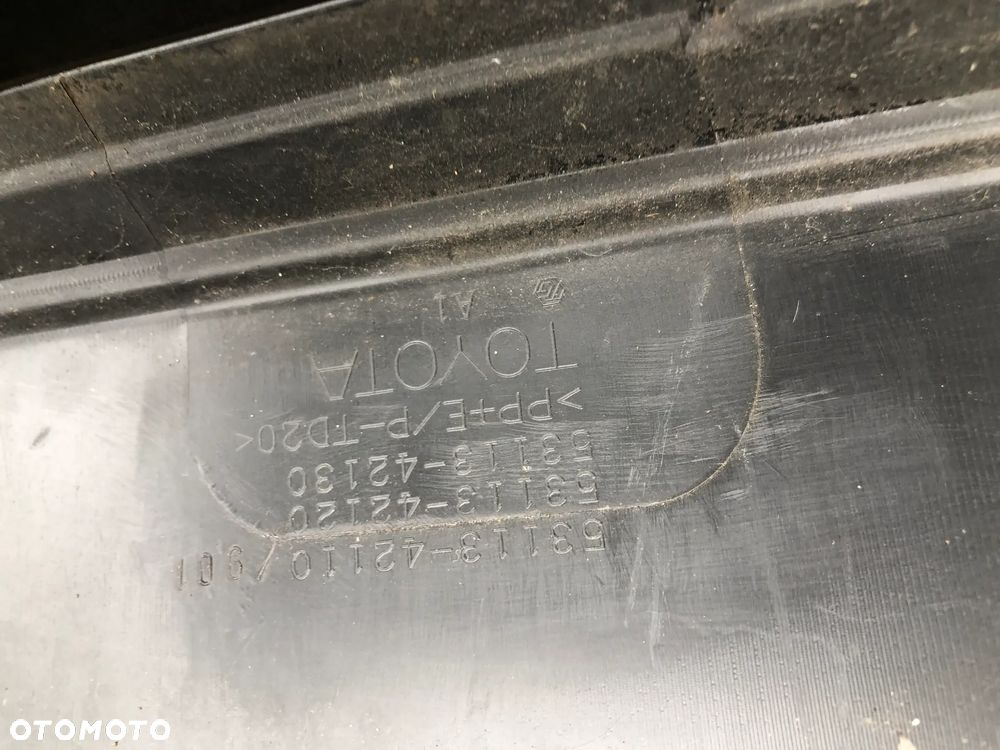 53113-42110/901
53113-42120
53113-42130
>PP+E/P-TD20<
TOYOTA
A1
OTOMOTO